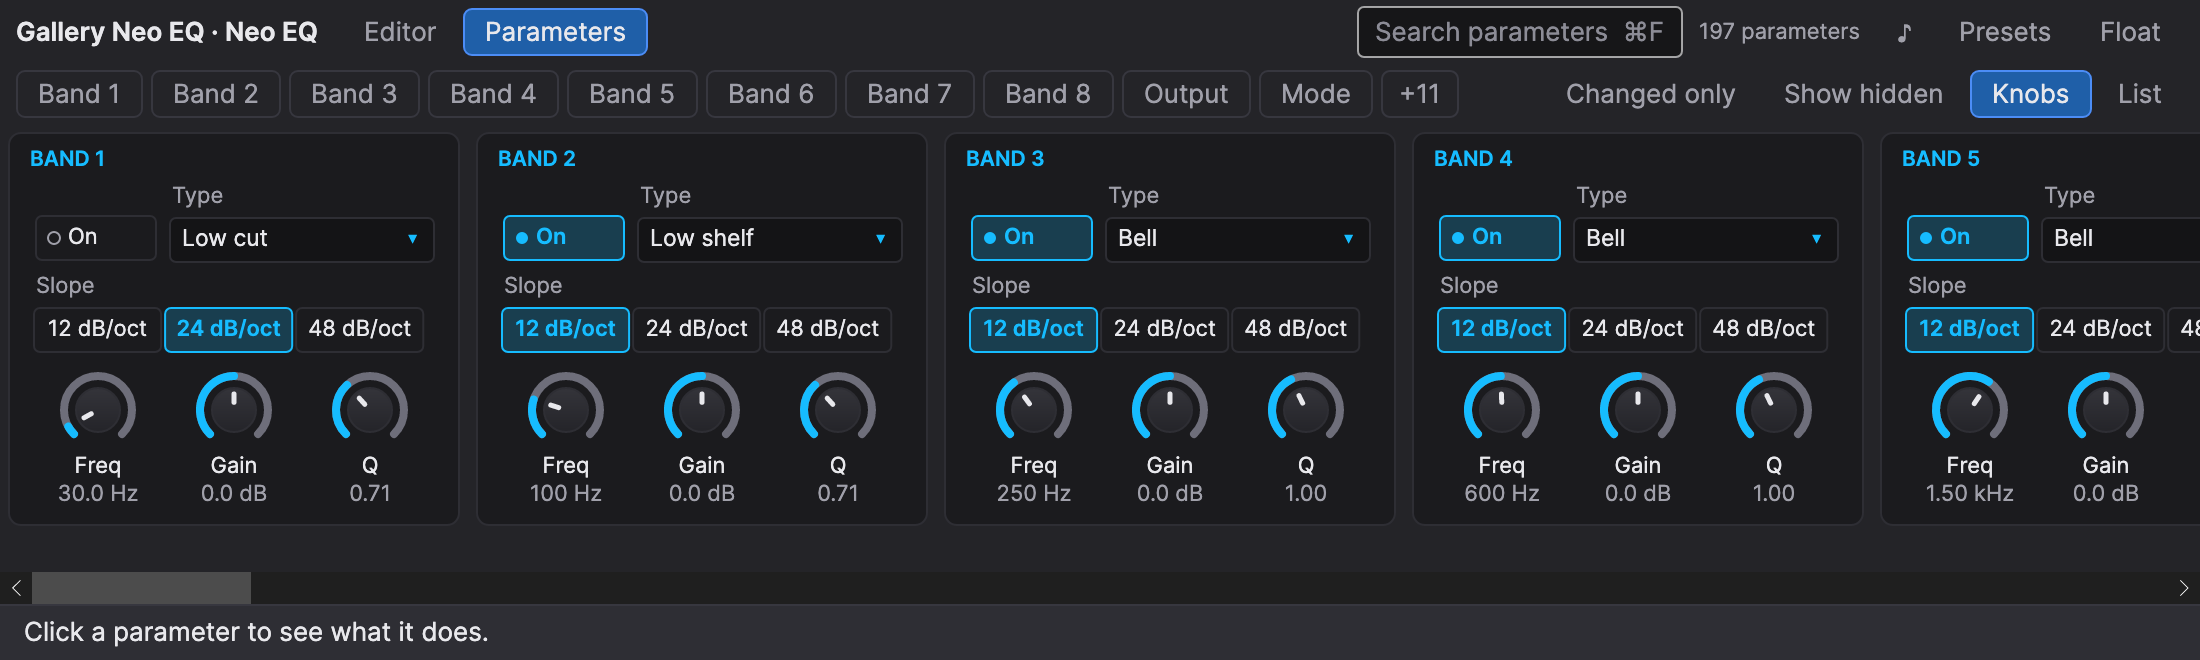 Gallery Neo EQ · Neo EQ Editor Parameters Search parameters ⌘F 197 parameters ♪ Presets Float
Band 1 Band 2 Band 3 Band 4 Band 5 Band 6 Band 7 Band 8 Output Mode +11 Changed only Show hidden Knobs List
BAND 1
Type
On Low cut
Slope
12 dB/oct 24 dB/oct 48 dB/oct
Freq Gain Q
30.0 Hz 0.0 dB 0.71
BAND 2
Type
On Low shelf
Slope
12 dB/oct 24 dB/oct 48 dB/oct
Freq Gain Q
100 Hz 0.0 dB 0.71
BAND 3
Type
On Bell
Slope
12 dB/oct 24 dB/oct 48 dB/oct
Freq Gain Q
250 Hz 0.0 dB 1.00
BAND 4
Type
On Bell
Slope
12 dB/oct 24 dB/oct 48 dB/oct
Freq Gain Q
600 Hz 0.0 dB 1.00
BAND 5
Type
On Bell
Slope
12 dB/oct 24 dB/oct 48
Freq Gain
1.50 kHz 0.0 dB
Click a parameter to see what it does.